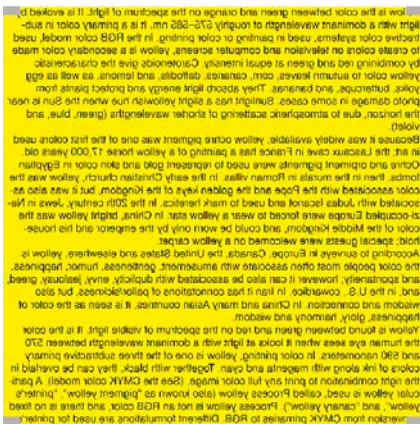 low is the color between green and orange on the spectrum of light. It is evoked b
light with a dominant wavelength of roughly 575–585 nm. It is a primary color in sub-
tractive color systems, used in painting or color printing. In the RGB color model, used
to create colors on television and computer screens, yellow is a secondary color made
by combining red and green at equal intensity. Carotenoids give the characteristic
yellow color to autumn leaves, corn, canaries, daffodils, and lemons, as well as egg
yolks, buttercups, and bananas. They absorb light energy and protect plants from
photo damage in some cases. Sunlight has a slight yellowish hue when the Sun is near
the horizon, due to atmospheric scattering of shorter wavelengths (green, blue, and
violet).
Because it was widely available, yellow ochre pigment was one of the first colors used
in art; the Lascaux cave in France has a painting of a yellow horse 17,000 years old.
Ochre and orpiment pigments were used to represent gold and skin color in Egyptian
tombs, then in the murals in Roman villas. In the early Christian church, yellow was the
color associated with the Pope and the golden keys of the Kingdom, but it was also as-
sociated with Judas Iscariot and used to mark heretics. In the 20th century, Jews in Na-
zi-occupied Europe were forced to wear a yellow star. In China, bright yellow was the
color of the Middle Kingdom, and could be worn only by the emperor and his house-
hold; special guests were welcomed on a yellow carpet.
According to surveys in Europe, Canada, the United States and elsewhere, yellow is
the color people most often associate with amusement, gentleness, humor, happiness,
and spontaneity; however it can also be associated with duplicity, envy, jealousy, greed,
and, in the U.S., cowardice. In Iran it has connotations of pallor/sickness, but also
wisdom and connection. In China and many Asian countries, it is seen as the color of
happiness, glory, harmony and wisdom.
Yellow is found between green and red on the spectrum of visible light. It is the color
the human eye sees when it looks at light with a dominant wavelength between 570
and 590 nanometers. In color printing, yellow is one of the three subtractive primary
colors of ink along with magenta and cyan. Together with black, they can be overlaid in
the right combination to print any full color image. (See the CMYK color model). A parti-
cular yellow is used, called Process yellow (also known as "pigment yellow", "printer's
yellow", and "canary yellow"). Process yellow is not an RGB color, and there is no fixed
conversion from CMYK primaries to RGB. Different formulations are used for printer'